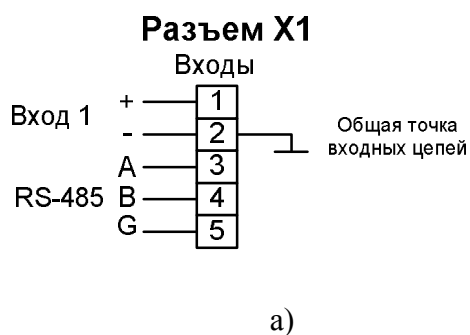 Разъем X1
Входы
Вход 1 + 1
- 2
Общая точка
входных цепей
A 3
RS-485 B 4
G 5
а)